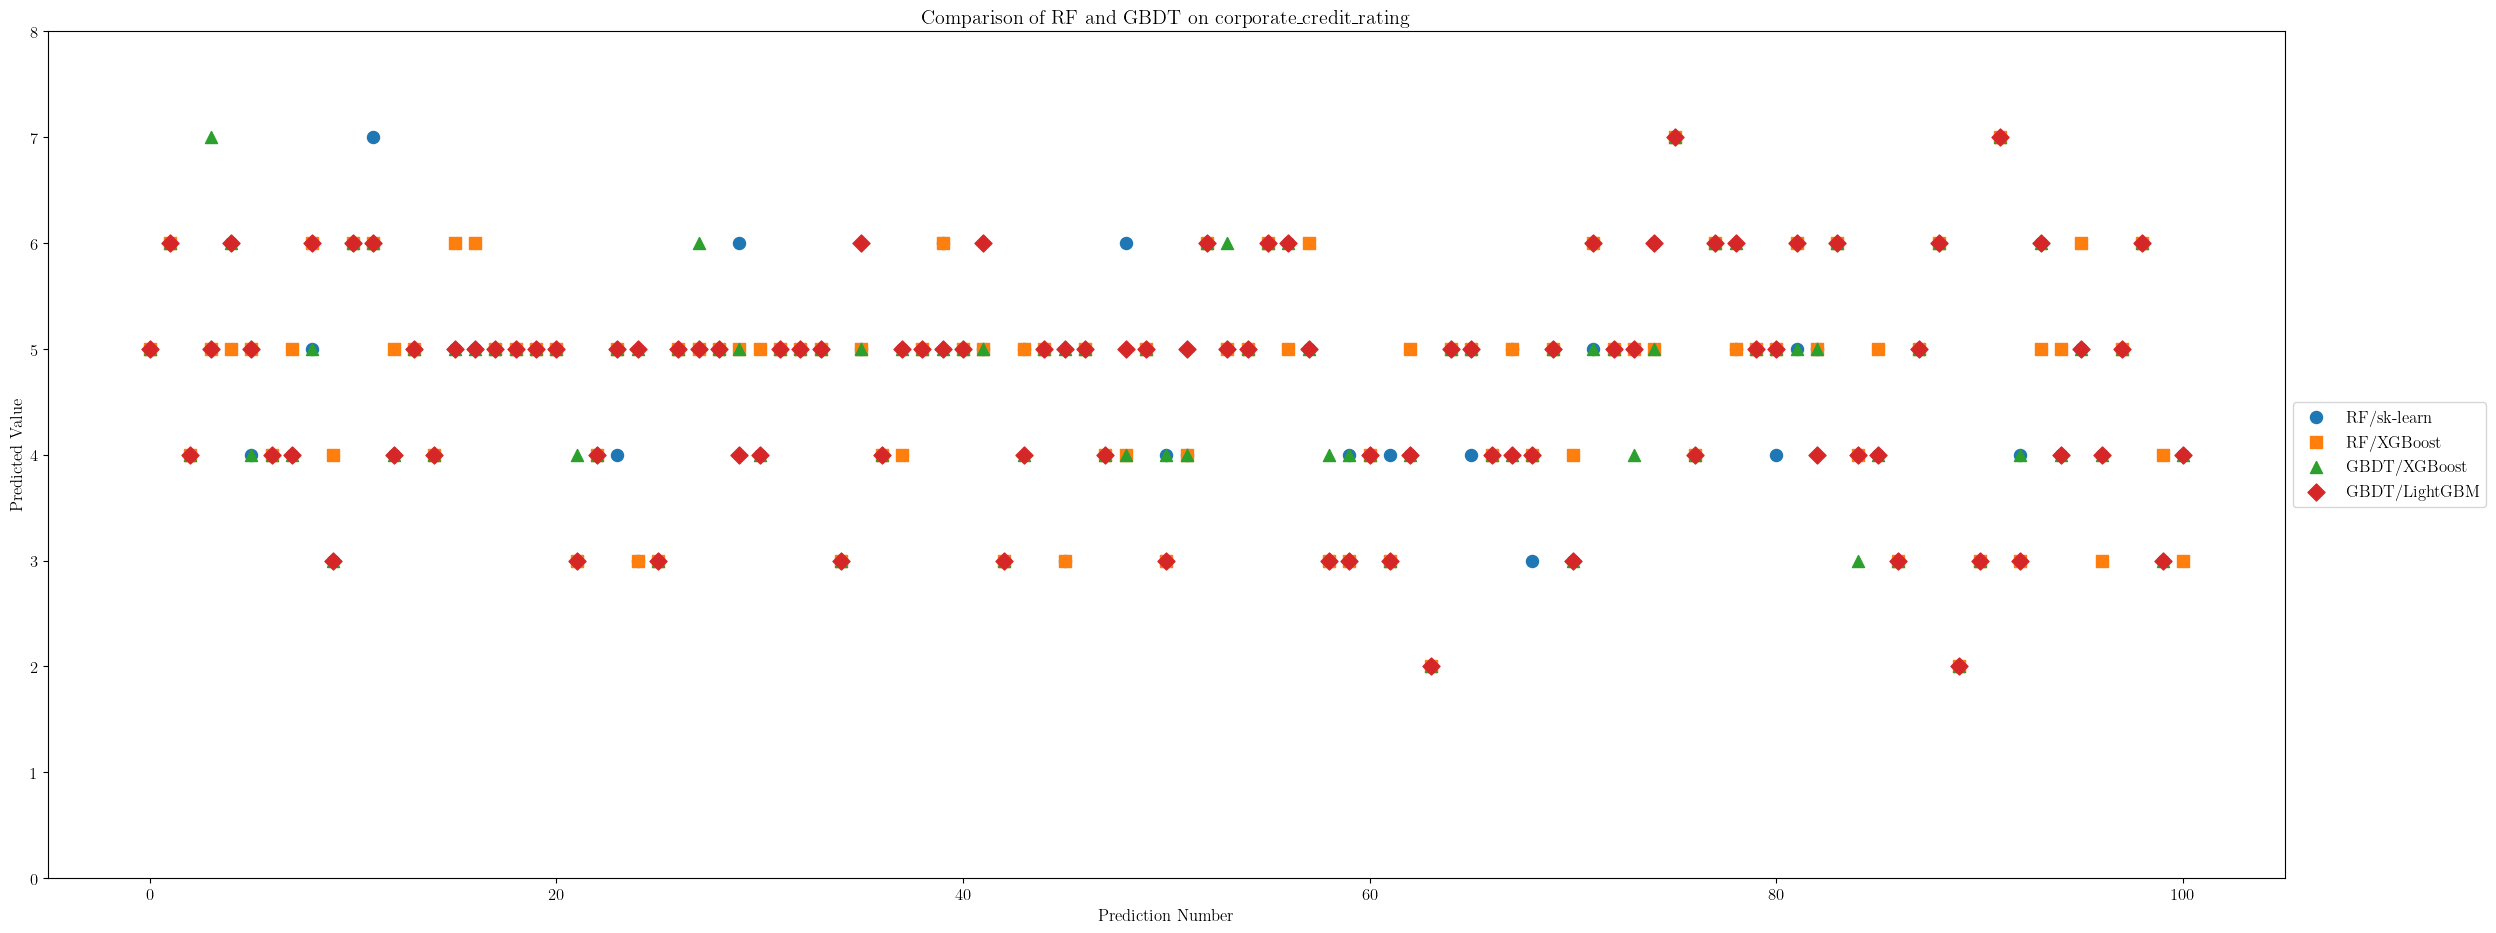 Comparison of RF and GBDT on corporate_credit_rating
8
7
6
5
4
3
2
1
0
Predicted Value
0 20 40 60 80 100
Prediction Number
RF/sk-learn
RF/XGBoost
GBDT/XGBoost
GBDT/LightGBM